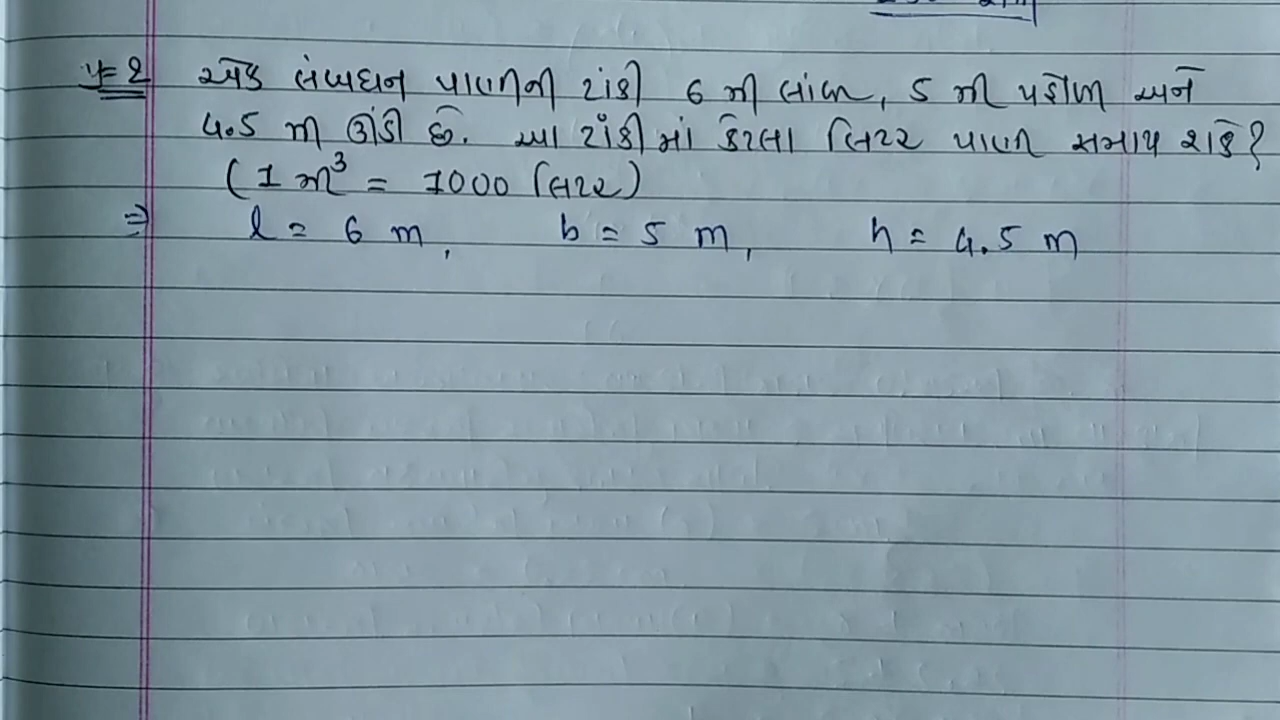 પ્ર=૨ એક લંબઘન પાણીની ટાંકી 6 મી લાંબી, 5 મી પહોળી અને
4.5 મી ઊંડી છે. આ ટાંકી માં કેટલા લિટર પાણી સમાય શકે?
(1 મી³ = 1000 લિટર)
⇒ l = 6 m, b = 5 m, h = 4.5 m